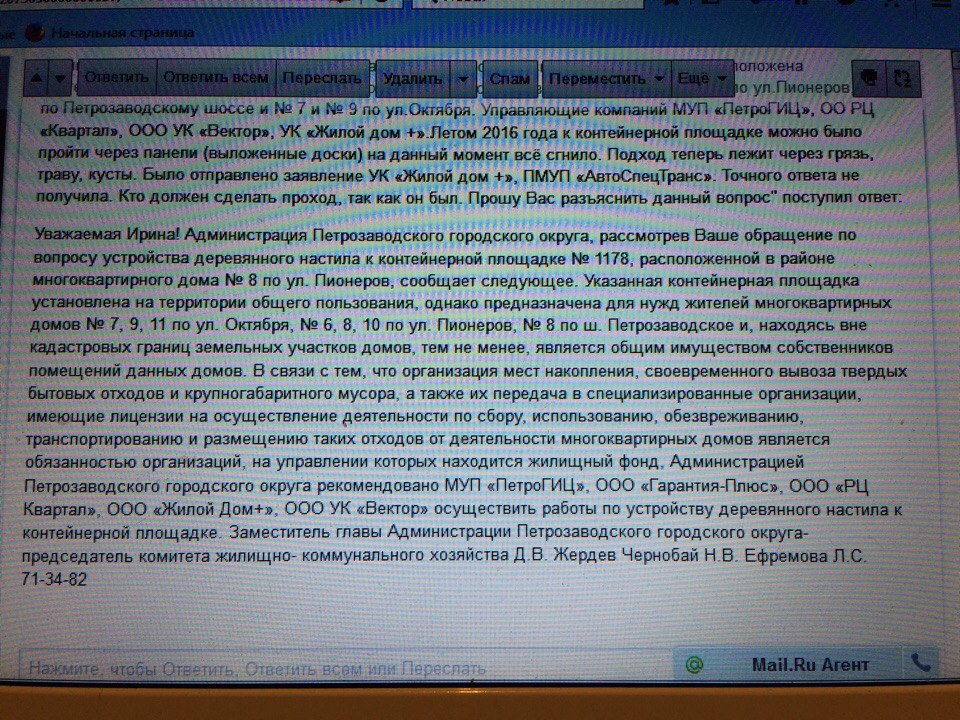 Начальная страница
Ответить Ответить всем Переслать Удалить Спам Переместить Ещё
положена
по ул.Пионеров
по Петрозаводскому шоссе и № 7 и № 9 по ул.Октября. Управляющие компаний МУП «ПетроГИЦ», ОО РЦ
«Квартал», ООО УК «Вектор», УК «Жилой дом +».Летом 2016 года к контейнерной площадке можно было
пройти через панели (выложенные доски) на данный момент всё сгнило. Подход теперь лежит через грязь,
траву, кусты. Было отправлено заявление УК «Жилой дом +», ПМУП «АвтоСпецТранс». Точного ответа не
получила. Кто должен сделать проход, так как он был. Прошу Вас разъяснить данный вопрос" поступил ответ:
Уважаемая Ирина! Администрация Петрозаводского городского округа, рассмотрев Ваше обращение по
вопросу устройства деревянного настила к контейнерной площадке № 1178, расположенной в районе
многоквартирного дома № 8 по ул. Пионеров, сообщает следующее. Указанная контейнерная площадка
установлена на территории общего пользования, однако предназначена для нужд жителей многоквартирных
домов № 7, 9, 11 по ул. Октября, № 6, 8, 10 по ул. Пионеров, № 8 по ш. Петрозаводское и, находясь вне
кадастровых границ земельных участков домов, тем не менее, является общим имуществом собственников
помещений данных домов. В связи с тем, что организация мест накопления, своевременного вывоза твердых
бытовых отходов и крупногабаритного мусора, а также их передача в специализированные организации,
имеющие лицензии на осуществление деятельности по сбору, использованию, обезвреживанию,
транспортированию и размещению таких отходов от деятельности многоквартирных домов является
обязанностью организаций, на управлении которых находится жилищный фонд, Администрацией
Петрозаводского городского округа рекомендовано МУП «ПетроГИЦ», ООО «Гарантия-Плюс», ООО «РЦ
Квартал», ООО «Жилой Дом+», ООО УК «Вектор» осуществить работы по устройству деревянного настила к
контейнерной площадке. Заместитель главы Администрации Петрозаводского городского округа-
председатель комитета жилищно- коммунального хозяйства Д.В. Жердев Чернобай Н.В. Ефремова Л.С.
71-34-82
Нажмите, чтобы Ответить, Ответить всем или Переслать
Mail.Ru Агент